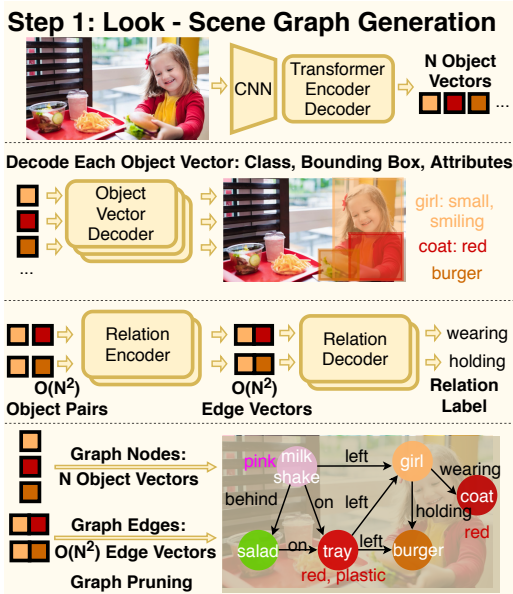 Step 1: Look - Scene Graph Generation
CNN
Transformer
Encoder
Decoder
N Object
Vectors
...
Decode Each Object Vector: Class, Bounding Box, Attributes
Object
Vector
Decoder
...
girl: small,
smiling
coat: red
burger
Relation
Encoder
Relation
Decoder
wearing
holding
O(N²)
Object Pairs
O(N²)
Edge Vectors
Relation
Label
Graph Nodes:
N Object Vectors
Graph Edges:
O(N²) Edge Vectors
Graph Pruning
pink
milk
shake
left
girl
wearing
coat
red
behind
on
left
holding
salad
on
tray
left
burger
red, plastic